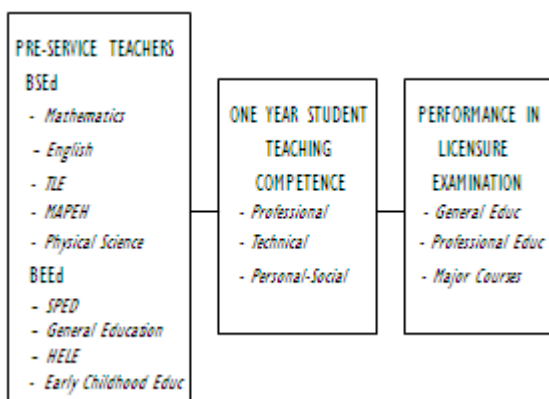 PRE-SERVICE TEACHERS
BSEd
- Mathematics
- English
- TLE
- MAPEH
- Physical Science
BEEd
- SPED
- General Education
- HELE
- Early Childhood Educ
ONE YEAR STUDENT
TEACHING
COMPETENCE
- Professional
- Technical
- Personal-Social
PERFORMANCE IN
LICENSURE
EXAMINATION
- General Educ
- Professional Educ
- Major Courses